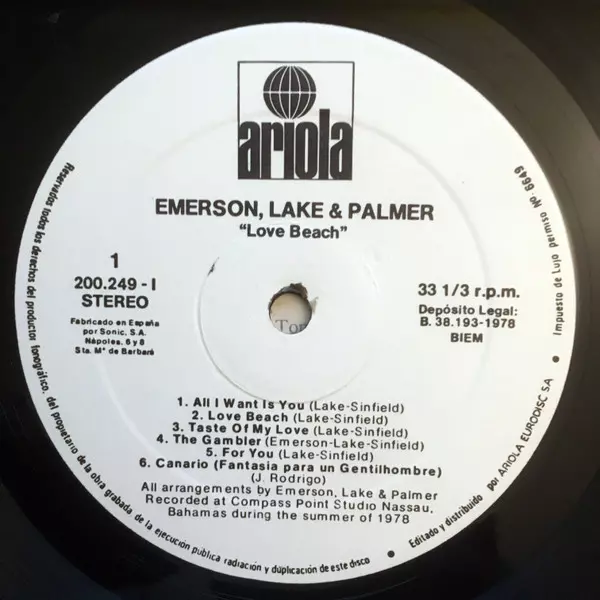 ariola
EMERSON, LAKE & PALMER
"Love Beach"
1
200.249 - I
STEREO
Fabricado en España
por Sonic, S.A.
Nápoles, 6 y 8
Sta. Mª de Barbará
33 1/3 r.p.m.
Depósito Legal:
B. 38.193-1978
BIEM
Tor
1. All I Want Is You (Lake-Sinfield)
2. Love Beach (Lake-Sinfield)
3. Taste Of My Love (Lake-Sinfield)
4. The Gambler (Emerson-Lake-Sinfield)
5. For You (Lake-Sinfield)
6. Canario (Fantasia para un Gentilhombre)
(J. Rodrigo)
All arrangements by Emerson, Lake & Palmer
Recorded at Compass Point Studio Nassau,
Bahamas during the summer of 1978
Reservados todos los derechos del productor fonográfico, del propietario de la obra grabada de la ejecución pública radiación y duplicación de este disco • Editado y distribuido por ARIOLA EURODISC SA • Impuesto de Lujo permiso Nº 6649